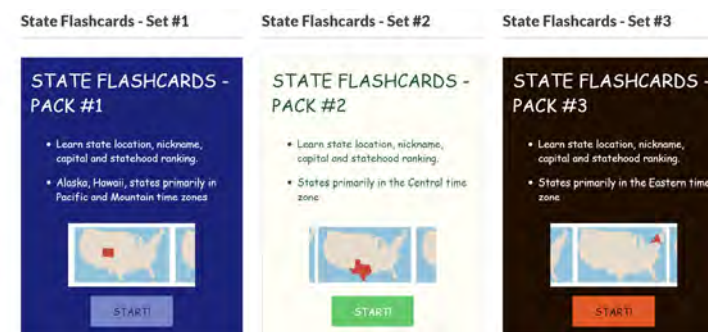 State Flashcards - Set #1
STATE FLASHCARDS -
PACK #1
• Learn state location, nickname,
capital and statehood ranking.
• Alaska, Hawaii, states primarily in
Pacific and Mountain time zones
START!
State Flashcards - Set #2
STATE FLASHCARDS -
PACK #2
• Learn state location, nickname,
capital and statehood ranking.
• States primarily in the Central time
zone
START!
State Flashcards - Set #3
STATE FLASHCARDS -
PACK #3
• Learn state location, nickname,
capital and statehood ranking.
• States primarily in the Eastern time
zone
START!